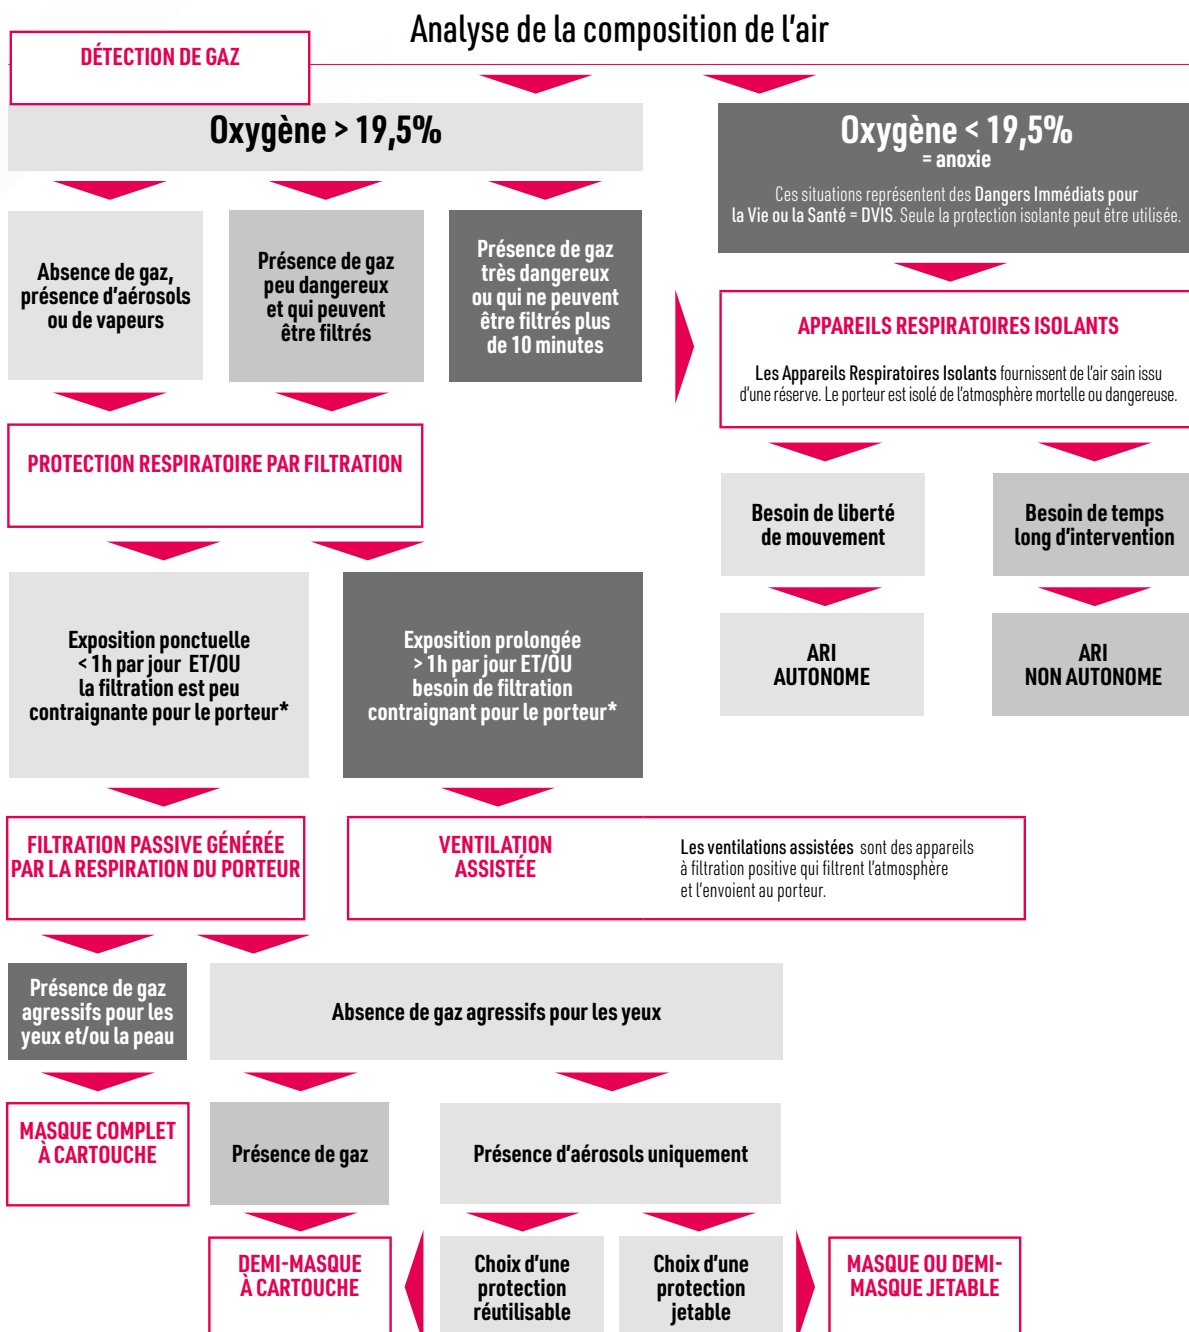 Analyse de la composition de l'air
DÉTECTION DE GAZ
Oxygène > 19,5%
Oxygène < 19,5%
= anoxie
Ces situations représentent des Dangers Immédiats pour
la Vie ou la Santé = DVIS. Seule la protection isolante peut être utilisée.
Absence de gaz,
présence d'aérosols
ou de vapeurs
Présence de gaz
peu dangereux
et qui peuvent
être filtrés
Présence de gaz
très dangereux
ou qui ne peuvent
être filtrés plus
de 10 minutes
APPAREILS RESPIRATOIRES ISOLANTS
Les Appareils Respiratoires Isolants fournissent de l'air sain issu
d'une réserve. Le porteur est isolé de l'atmosphère mortelle ou dangereuse.
PROTECTION RESPIRATOIRE PAR FILTRATION
Besoin de liberté
de mouvement
Besoin de temps
long d'intervention
Exposition ponctuelle
< 1h par jour ET/OU
la filtration est peu
contraignante pour le porteur*
Exposition prolongée
> 1h par jour ET/OU
besoin de filtration
contraignant pour le porteur*
ARI
AUTONOME
ARI
NON AUTONOME
FILTRATION PASSIVE GÉNÉRÉE
PAR LA RESPIRATION DU PORTEUR
VENTILATION
ASSISTÉE
Les ventilations assistées sont des appareils
à filtration positive qui filtrent l'atmosphère
et l'envoient au porteur.
Présence de gaz
agressifs pour les
yeux et/ou la peau
Absence de gaz agressifs pour les yeux
MASQUE COMPLET
À CARTOUCHE
Présence de gaz
Présence d'aérosols uniquement
DEMI-MASQUE
À CARTOUCHE
Choix d'une
protection
réutilisable
Choix d'une
protection
jetable
MASQUE OU DEMI-
MASQUE JETABLE